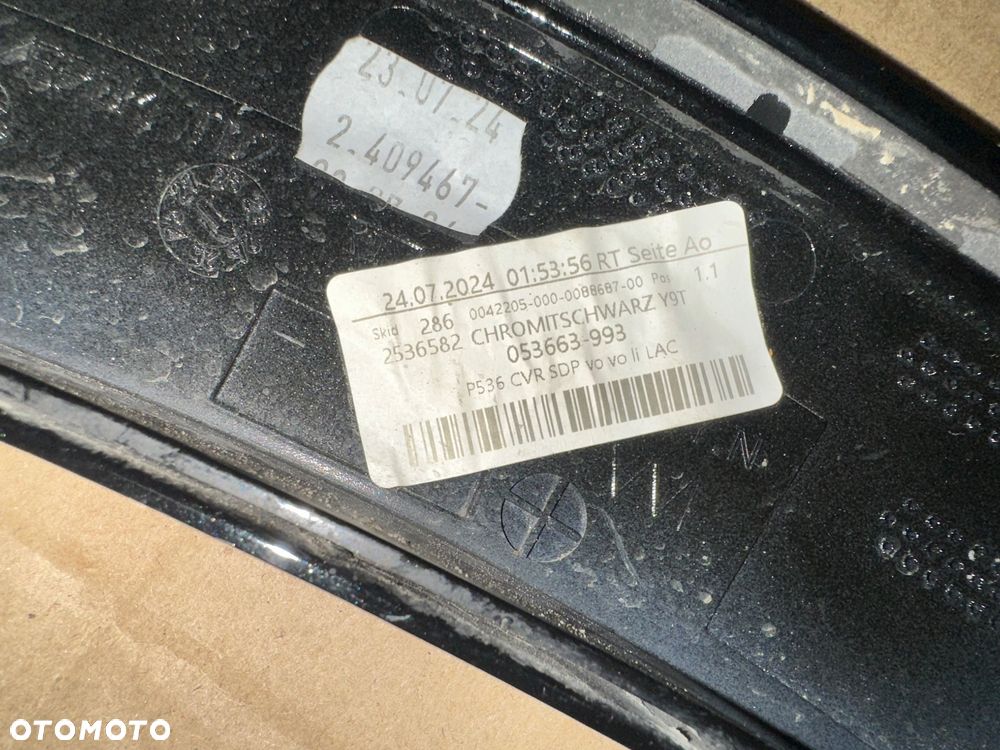 23.07.24
2.409467-
24.07.2024 01:53:56 RT Seite Ao
Skid 286 0042205-000-0088687-00 Pos 1.1
2536582 CHROMITSCHWARZ Y9T
053663-993
P536 CVR SDP vo vo li LAC
OTOMOTO